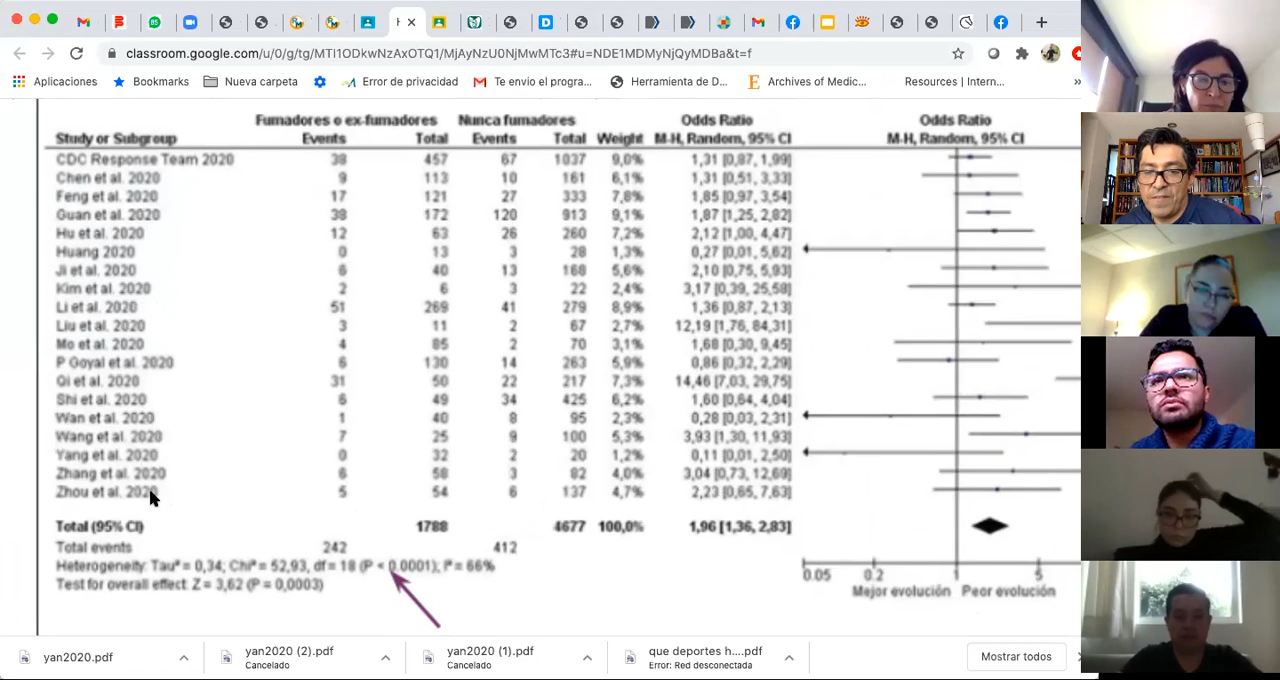 classroom.google.com/u/0/g/tg/MTI1ODkwNzAxOTQ1/MjAyNzU0NjMwMTc3#u=NDE1MDMyNjQyMDBa&t=f
Aplicaciones Bookmarks Nueva carpeta Error de privacidad Te envio el progra... Herramienta de D... Archives of Medic... Resources | Intern... »
Fumadores o ex-fumadores Nunca fumadores Odds Ratio Odds Ratio
Study or Subgroup Events Total Events Total Weight M-H, Random, 95% CI M-H, Random, 95% CI
CDC Response Team 2020 38 457 67 1037 9,0% 1,31 [0,87, 1,99]
Chen et al. 2020 9 113 10 161 6,1% 1,31 [0,51, 3,33]
Feng et al. 2020 17 121 27 333 7,8% 1,85 [0,97, 3,54]
Guan et al. 2020 38 172 120 913 9,1% 1,87 [1,25, 2,82]
Hu et al. 2020 12 63 26 260 7,2% 2,12 [1,00, 4,47]
Huang 2020 0 13 3 28 1,3% 0,27 [0,01, 5,62]
Ji et al. 2020 6 40 13 168 5,6% 2,10 [0,75, 5,93]
Kim et al. 2020 2 6 3 22 2,4% 3,17 [0,39, 25,58]
Li et al. 2020 51 269 41 279 8,9% 1,36 [0,87, 2,13]
Liu et al. 2020 3 11 2 67 2,7% 12,19 [1,76, 84,31]
Mo et al. 2020 4 85 2 70 3,1% 1,68 [0,30, 9,45]
P Goyal et al. 2020 6 130 14 263 5,9% 0,86 [0,32, 2,29]
Qi et al. 2020 31 50 22 217 7,3% 14,46 [7,03, 29,75]
Shi et al. 2020 6 49 34 425 6,2% 1,60 [0,64, 4,04]
Wan et al. 2020 1 40 8 95 2,3% 0,28 [0,03, 2,31]
Wang et al. 2020 7 25 9 100 5,3% 3,93 [1,30, 11,93]
Yang et al. 2020 0 32 2 20 1,2% 0,11 [0,01, 2,50]
Zhang et al. 2020 6 58 3 82 4,0% 3,04 [0,73, 12,69]
Zhou et al. 2020 5 54 6 137 4,7% 2,23 [0,65, 7,63]
Total (95% CI) 1788 4677 100,0% 1,96 [1,36, 2,83]
Total events 242 412
Heterogeneity: Tau² = 0,34; Chi² = 52,93, df = 18 (P < 0,0001); I² = 66%
Test for overall effect: Z = 3,62 (P = 0,0003)
0.05 0.2 1 5
Mejor evolución Peor evolución
yan2020.pdf yan2020 (2).pdf yan2020 (1).pdf que deportes h....pdf Mostrar todos
Cancelado Cancelado Error: Red desconectada